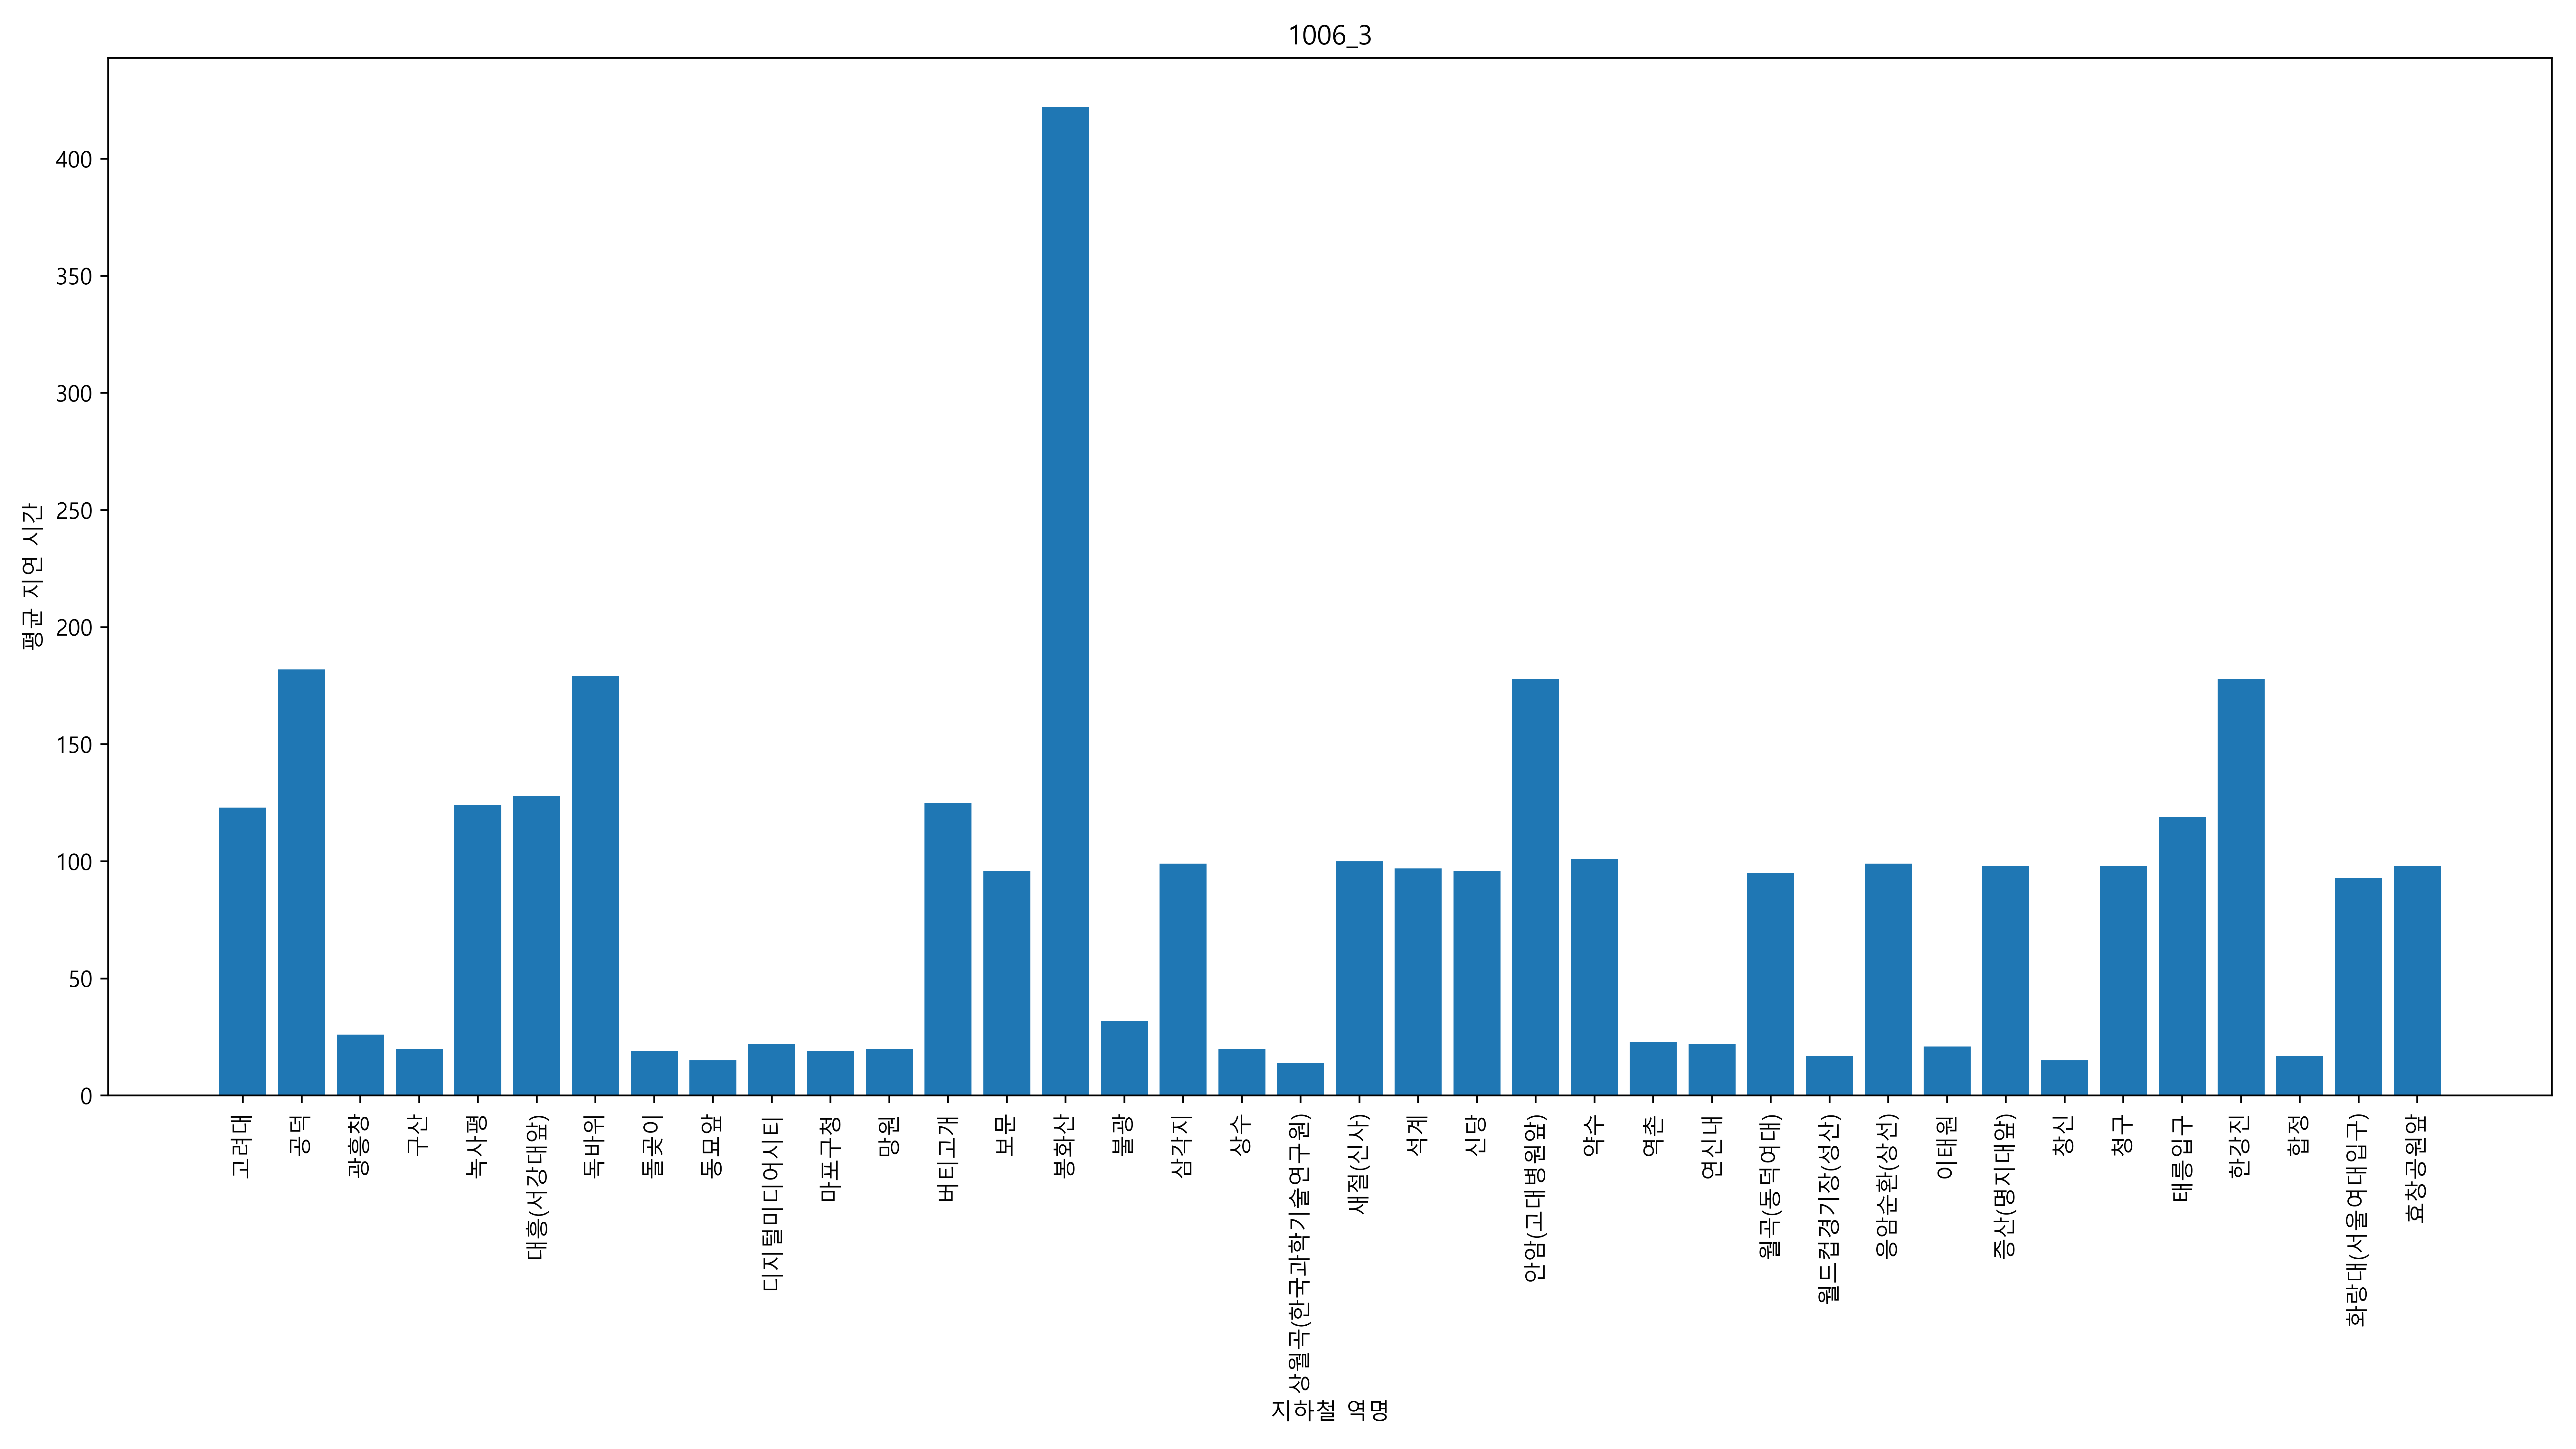 1006_3
평균 지연 시간
400
350
300
250
200
150
100
50
0
고려대
공덕
광흥창
구산
녹사평
대흥(서강대앞)
독바위
돌곶이
동묘앞
디지털미디어시티
마포구청
망원
버티고개
보문
봉화산
불광
삼각지
상수
상월곡(한국과학기술연구원)
새절(신사)
석계
신당
안암(고대병원앞)
약수
역촌
연신내
월곡(동덕여대)
월드컵경기장(성산)
응암순환(상선)
이태원
증산(명지대앞)
창신
청구
태릉입구
한강진
합정
화랑대(서울여대입구)
효창공원앞
지하철 역명